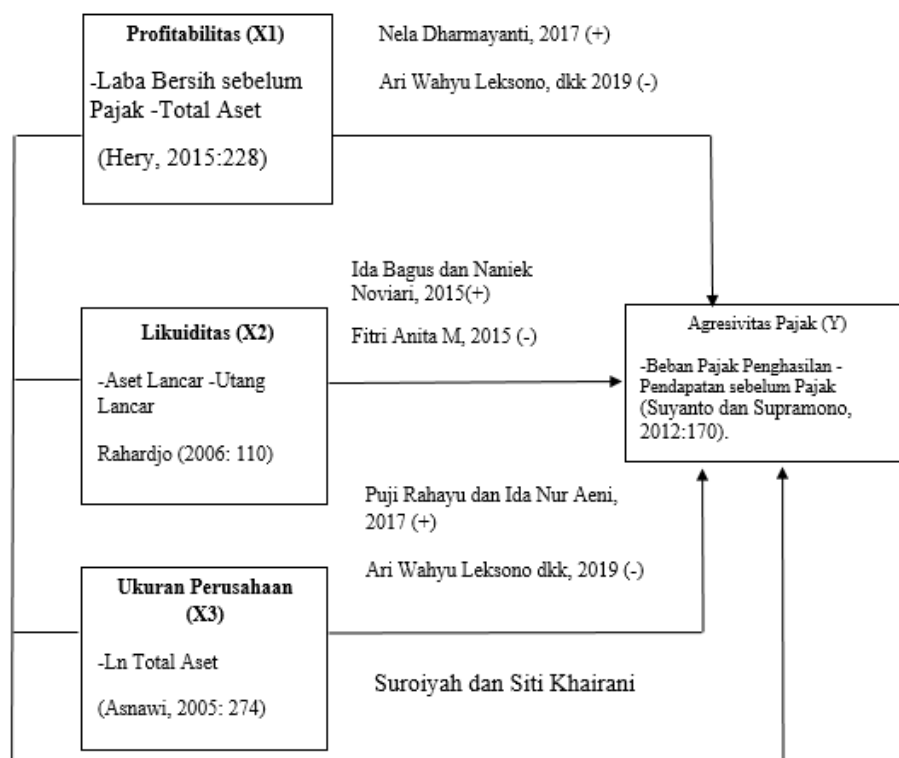 Profitabilitas (X1)
-Laba Bersih sebelum
Pajak -Total Aset
(Hery, 2015:228)
Nela Dharmayanti, 2017 (+)
Ari Wahyu Leksono, dkk 2019 (-)
Ida Bagus dan Naniek
Noviari, 2015(+)
Fitri Anita M, 2015 (-)
Likuiditas (X2)
-Aset Lancar -Utang
Lancar
Rahardjo (2006: 110)
Agresivitas Pajak (Y)
-Beban Pajak Penghasilan -
Pendapatan sebelum Pajak
(Suyanto dan Supramono,
2012:170).
Puji Rahayu dan Ida Nur Aeni,
2017 (+)
Ari Wahyu Leksono dkk, 2019 (-)
Ukuran Perusahaan
(X3)
-Ln Total Aset
(Asnawi, 2005: 274)
Suroiyah dan Siti Khairani